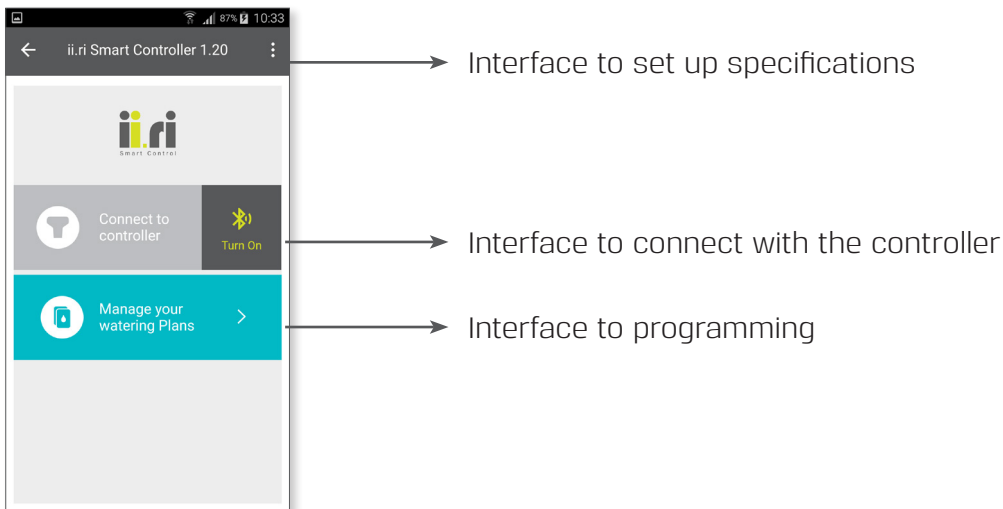 87% 10:33
ii.ri Smart Controller 1.20
Interface to set up specifications
ii.ri
Smart Control
Connect to
controller
Turn On
Interface to connect with the controller
Manage your
watering Plans
Interface to programming